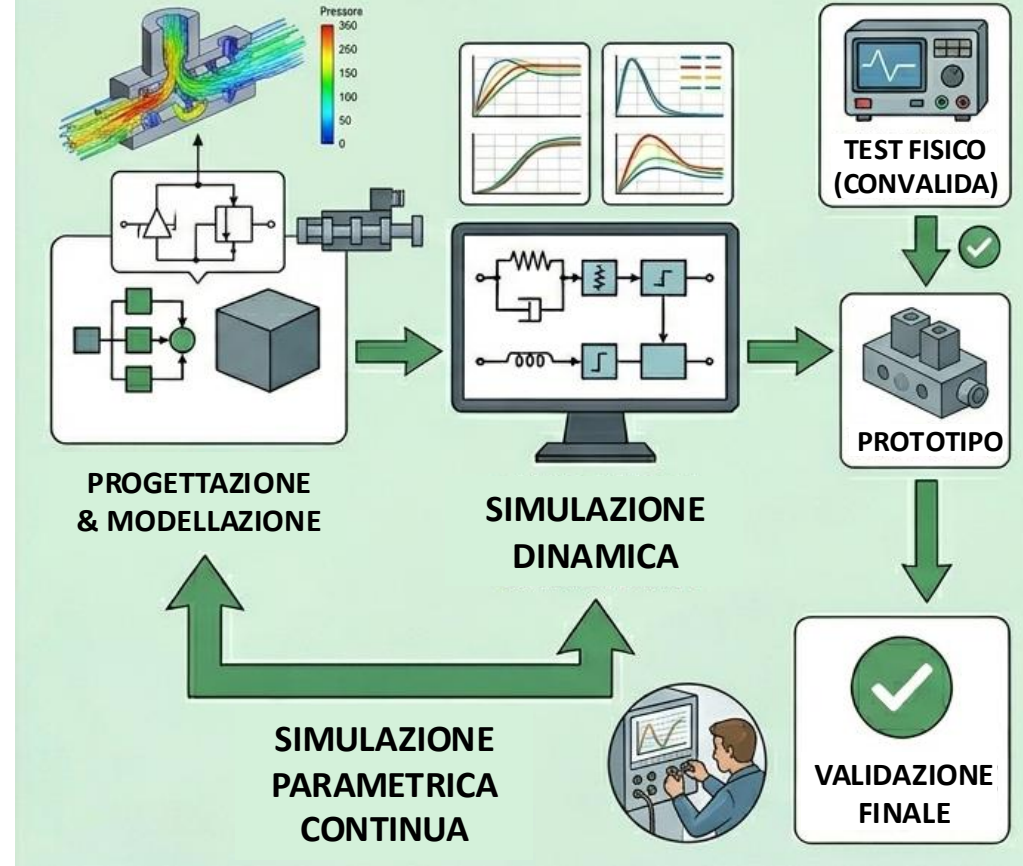 Pressore
360
260
150
100
50
0
TEST FISICO
(CONVALIDA)
PROTOTIPO
PROGETTAZIONE
& MODELLAZIONE
SIMULAZIONE
DINAMICA
SIMULAZIONE
PARAMETRICA
CONTINUA
VALIDAZIONE
FINALE